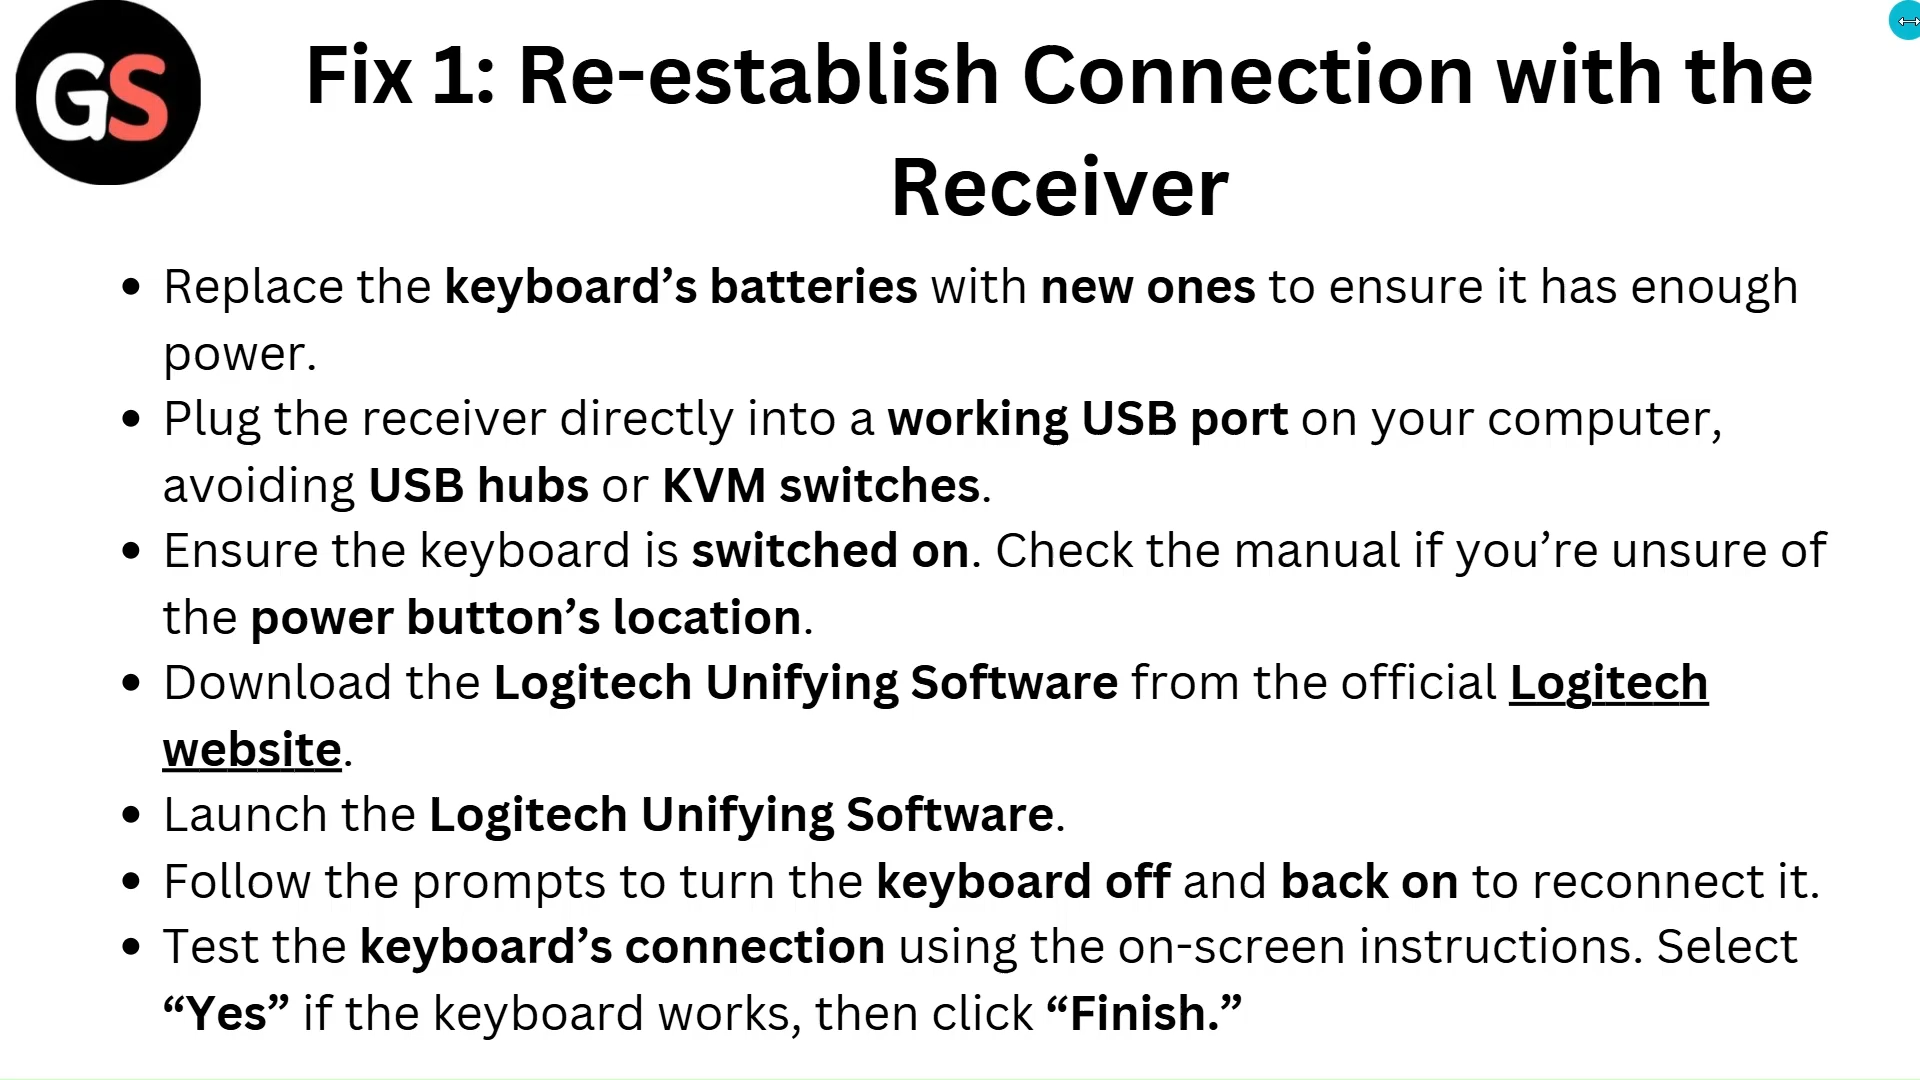 GS
Fix 1: Re-establish Connection with the
Receiver
• Replace the keyboard’s batteries with new ones to ensure it has enough
power.
• Plug the receiver directly into a working USB port on your computer,
avoiding USB hubs or KVM switches.
• Ensure the keyboard is switched on. Check the manual if you’re unsure of
the power button’s location.
• Download the Logitech Unifying Software from the official Logitech
website.
• Launch the Logitech Unifying Software.
• Follow the prompts to turn the keyboard off and back on to reconnect it.
• Test the keyboard’s connection using the on-screen instructions. Select
“Yes” if the keyboard works, then click “Finish.”